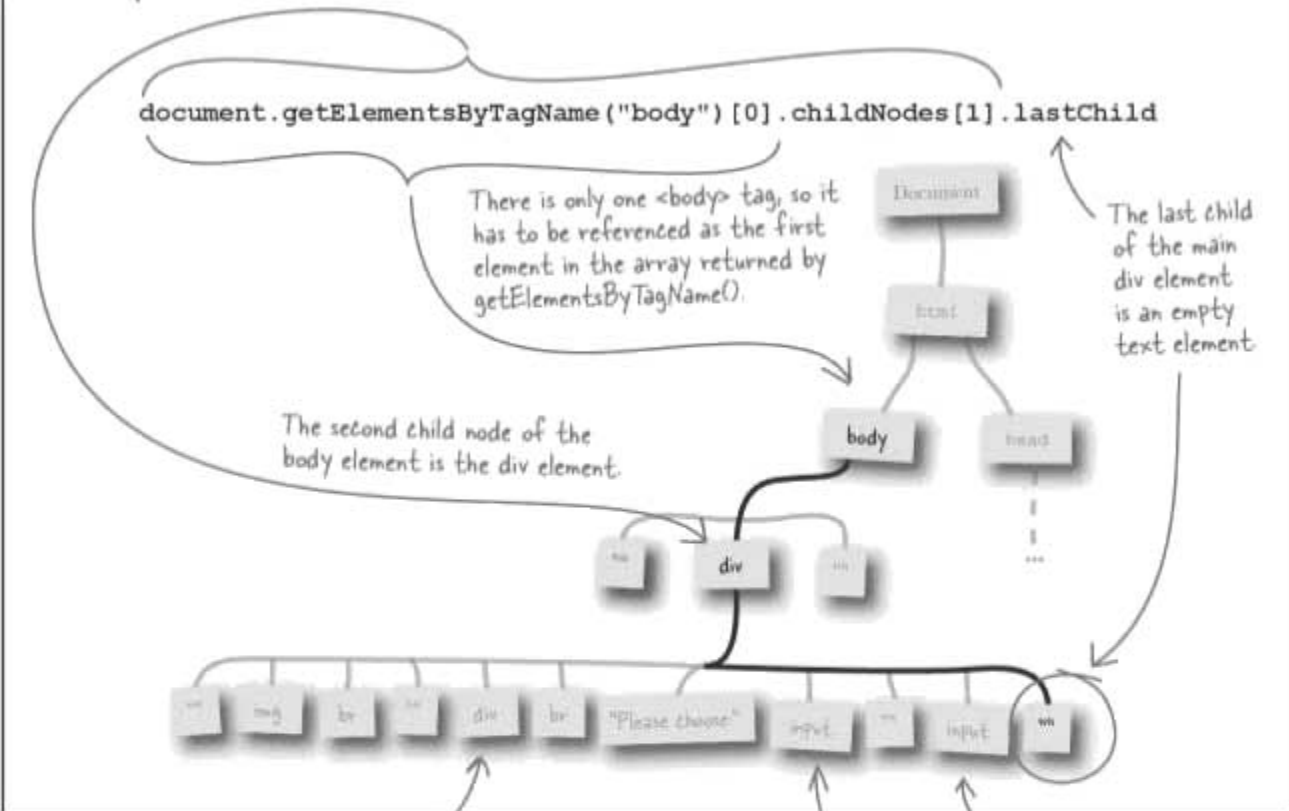 document.getElementsByTagName("body")[0].childNodes[1].lastChild
There is only one <body> tag, so it
has to be referenced as the first
element in the array returned by
getElementsByTagName().
Document
The last child
of the main
div element
is an empty
text element
html
The second child node of the
body element is the div element.
body
head
...
""
div
""
""
img
br
""
div
br
"Please choose:"
input
""
input
""